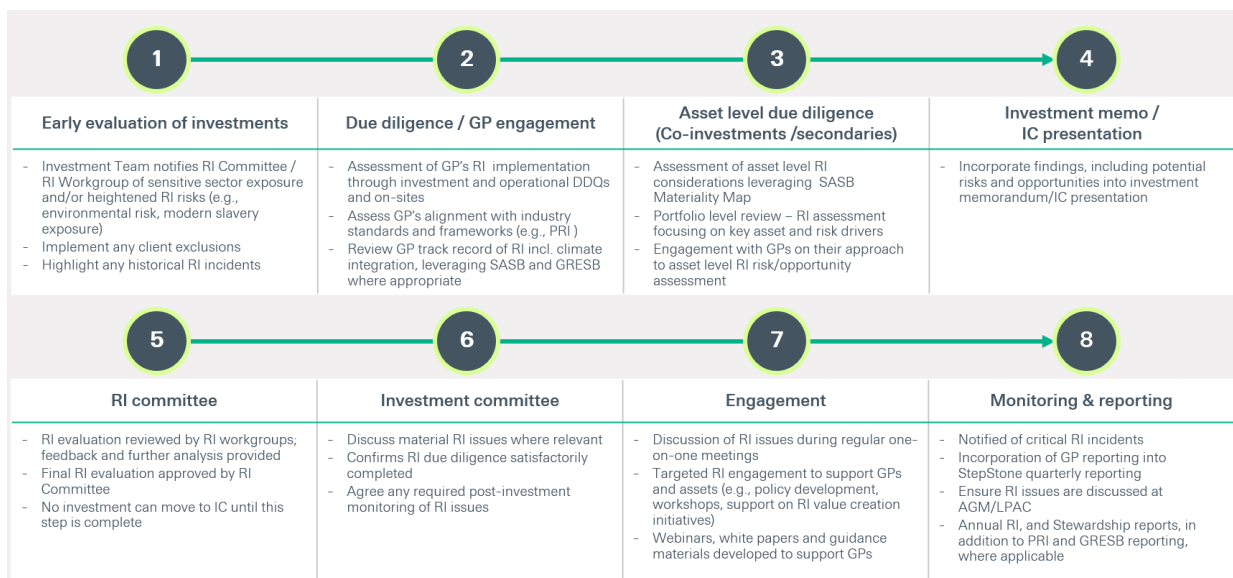 1
2
3
4
Early evaluation of investments
- Investment Team notifies RI Committee /
RI Workgroup of sensitive sector exposure
and/or heightened RI risks (e.g.,
environmental risk, modern slavery
exposure)
- Implement any client exclusions
- Highlight any historical RI incidents
Due diligence / GP engagement
- Assessment of GP's RI implementation
through investment and operational DDQs
and on-sites
- Assess GP's alignment with industry
standards and frameworks (e.g., PRI )
- Review GP track record of RI incl. climate
integration, leveraging SASB and GRESB
where appropriate
Asset level due diligence
(Co-investments /secondaries)
- Assessment of asset level RI
considerations leveraging SASB
Materiality Map
- Portfolio level review – RI assessment
focusing on key asset and risk drivers
- Engagement with GPs on their approach
to asset level RI risk/opportunity
assessment
Investment memo /
IC presentation
- Incorporate findings, including potential
risks and opportunities into investment
memorandum/IC presentation
5
6
7
8
RI committee
- RI evaluation reviewed by RI workgroups;
feedback and further analysis provided
- Final RI evaluation approved by RI
Committee
- No investment can move to IC until this
step is complete
Investment committee
- Discuss material RI issues where relevant
- Confirms RI due diligence satisfactorily
completed
- Agree any required post-investment
monitoring of RI issues
Engagement
- Discussion of RI issues during regular one-
on-one meetings
- Targeted RI engagement to support GPs
and assets (e.g., policy development,
workshops, support on RI value creation
initiatives)
- Webinars, white papers and guidance
materials developed to support GPs
Monitoring & reporting
- Notified of critical RI incidents
- Incorporation of GP reporting into
StepStone quarterly reporting
- Ensure RI issues are discussed at
AGM/LPAC
- Annual RI, and Stewardship reports, in
addition to PRI and GRESB reporting,
where applicable